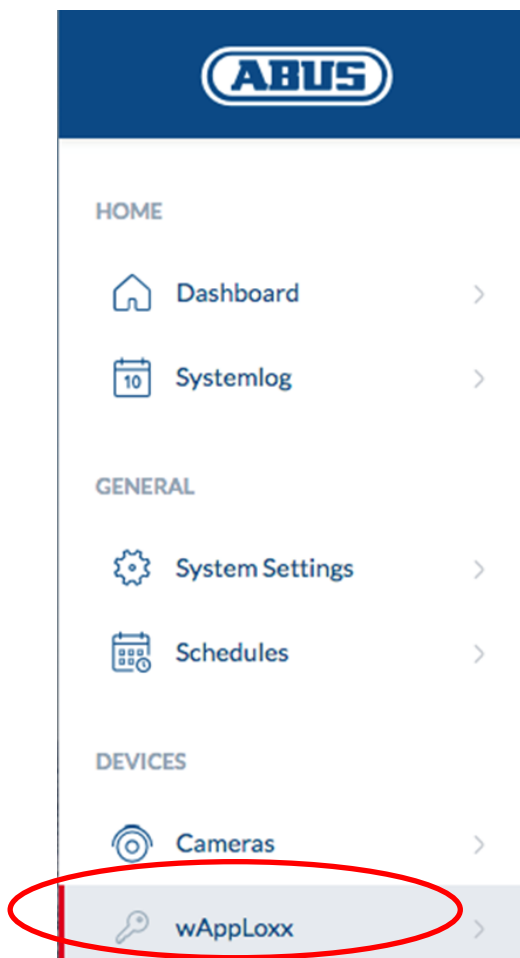 ABUS
HOME
Dashboard
10
Systemlog
GENERAL
System Settings
Schedules
DEVICES
Cameras
wAppLoxx